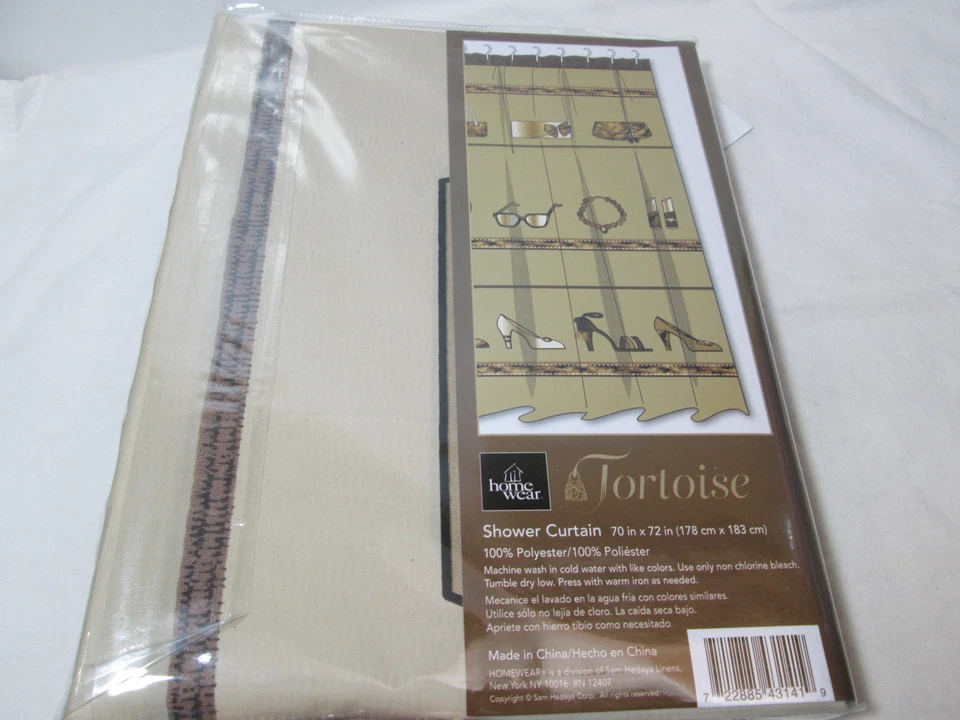 home
wear®
Tortoise
Shower Curtain 70 in x 72 in (178 cm x 183 cm)
100% Polyester/100% Poliéster
Machine wash in cold water with like colors. Use only non chlorine bleach.
Tumble dry low. Press with warm iron as needed.
Mecanice el lavado en la agua fria con colores similares.
Utilice sólo no lejia de cloro. La caida seca bajo.
Apriete con hierro tibio como necesitado.
Made in China/Hecho en China
HOMEWEAR® is a division of Sam Hedaya Linens,
New York NY 10016 RN 12407
Copyright © Sam Hedaya Corp. All rights reserved.
7 22885 43141 9